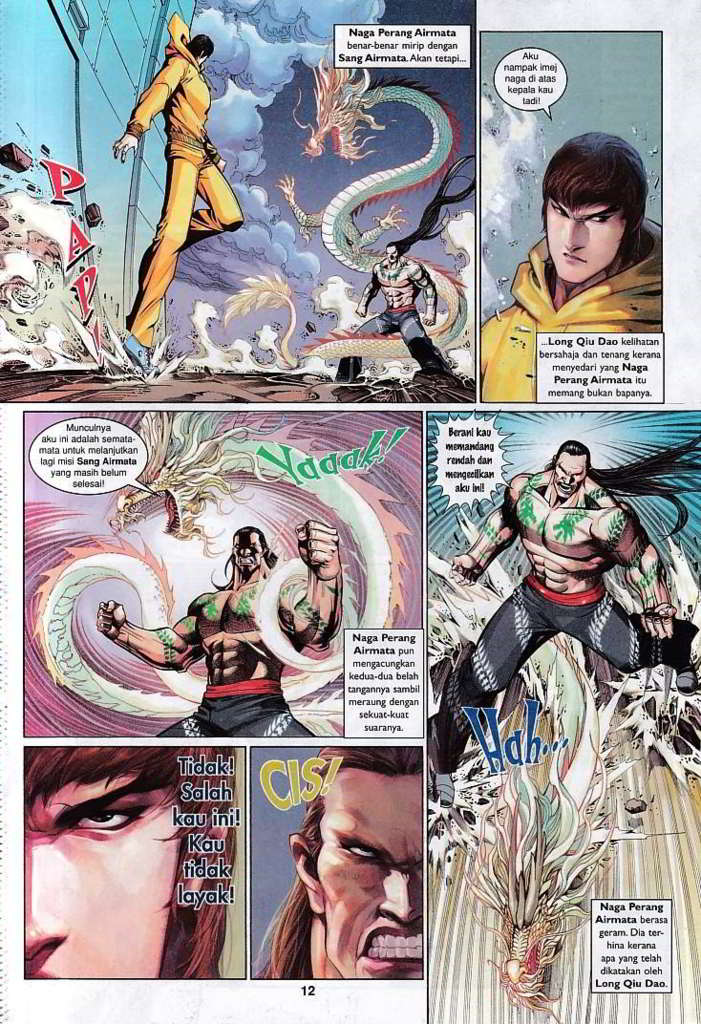 Naga Perang Airmata
benar-benar mirip dengan
Sang Airmata. Akan tetapi...
Aku
nampak imej
naga di atas
kepala kau
tadi!
PAPP!
...Long Qiu Dao kelihatan
bersahaja dan tenang kerana
menyedari yang Naga
Perang Airmata itu
memang bukan bapanya.
Munculnya
aku ini adalah semata-
mata untuk melanjutkan
lagi misi Sang Airmata
yang masih belum
selesai!
Yaaak!
Naga Perang
Airmata pun
mengacungkan
kedua-dua belah
tangannya sambil
meraung dengan
sekuat-kuat
suaranya.
Berani kau
memandang
rendah dan
mengecilkan
aku ini!
Hah...
Tidak!
Salah
kau ini!
Kau
tidak
layak!
CIS!
Naga Perang
Airmata berasa
geram. Dia ter-
hina kerana
apa yang telah
dikatakan oleh
Long Qiu Dao.
12